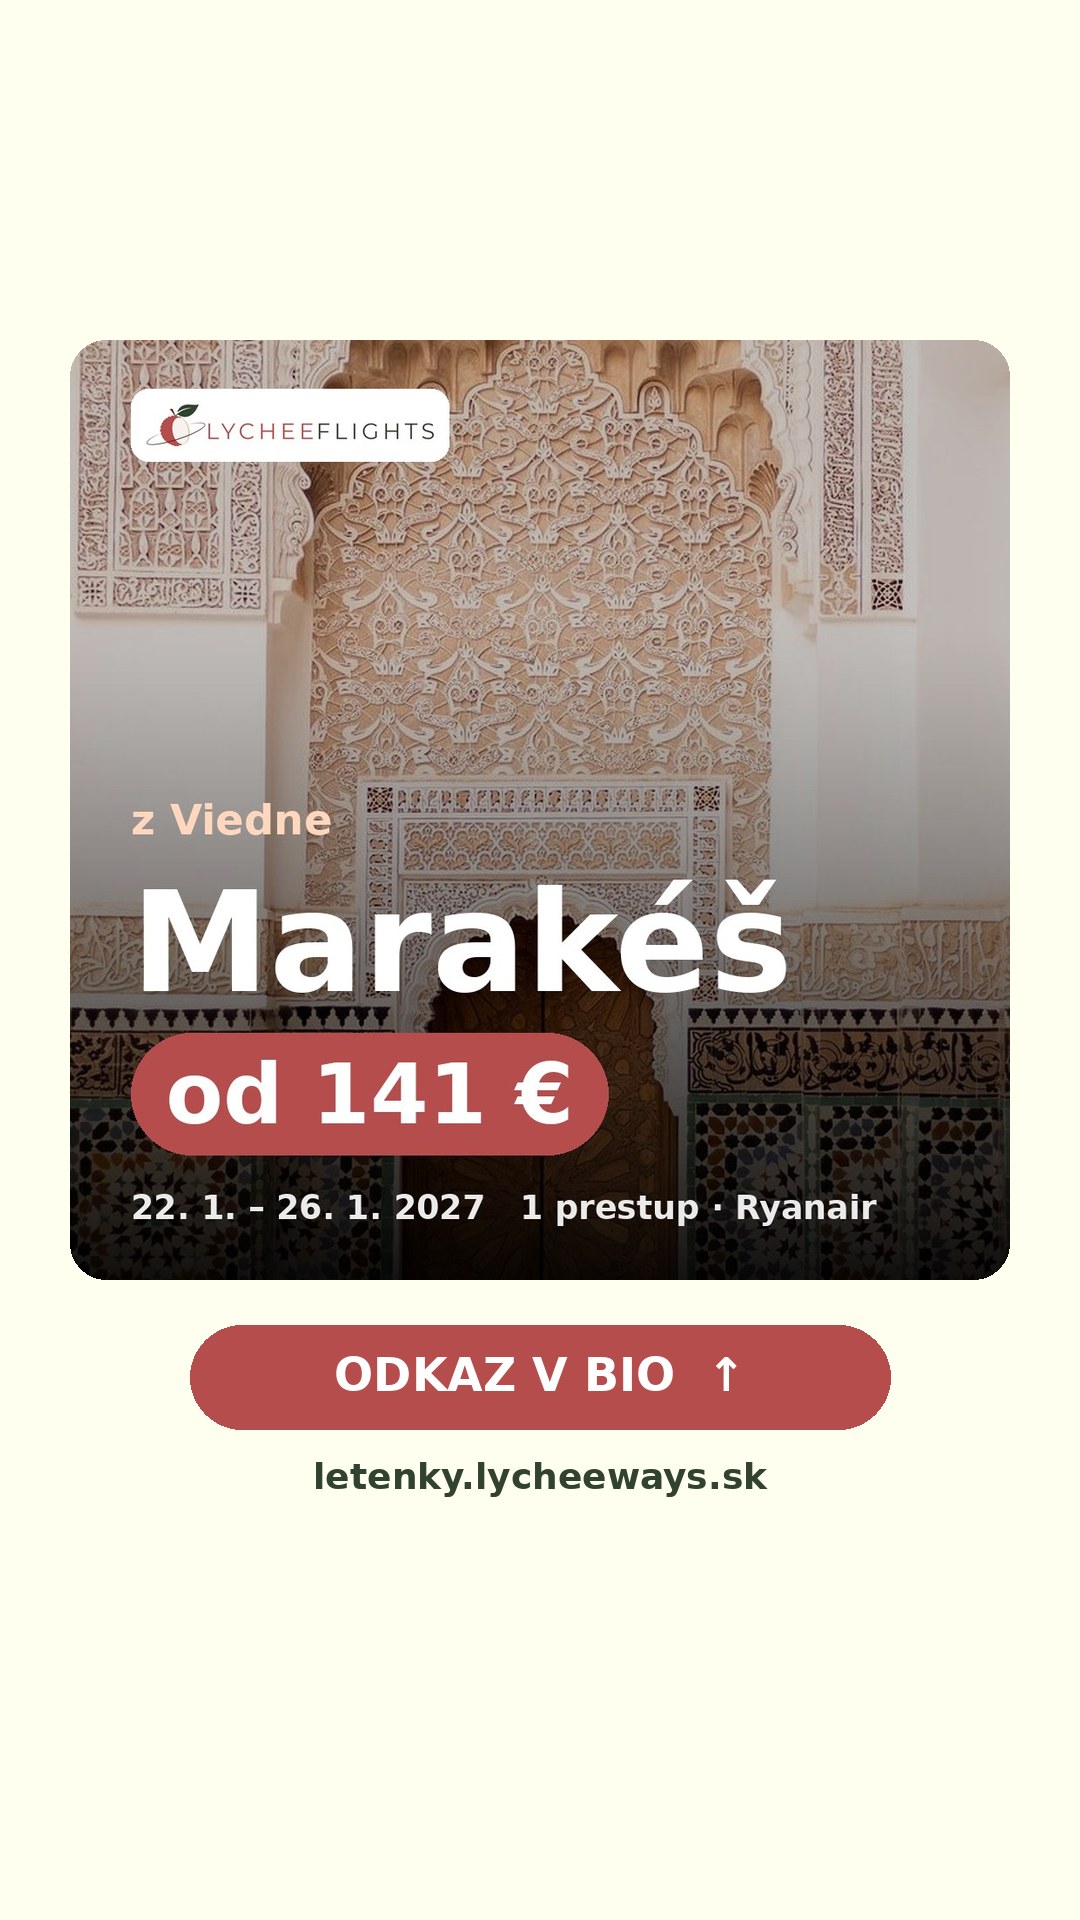 LYCHEEFLIGHTS
z Viedne
Marakéš
od 141 €
22. 1. – 26. 1. 2027 1 prestup · Ryanair
ODKAZ V BIO ↑
letenky.lycheeways.sk